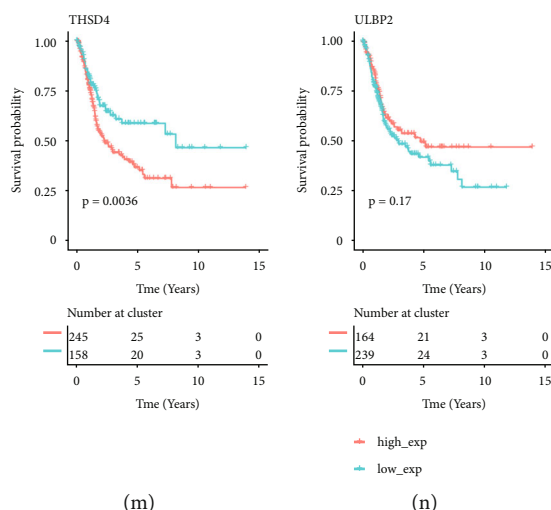 THSD4
1.00
0.75
0.50
0.25
0
Survival probability
p = 0.0036
0 5 10 15
Tme (Years)
Number at cluster
245 25 3 0
158 20 3 0
0 5 10 15
Tme (Years)
(m)
ULBP2
1.00
0.75
0.50
0.25
0
Survival probability
p = 0.17
0 5 10 15
Tme (Years)
Number at cluster
164 21 3 0
239 24 3 0
0 5 10 15
Tme (Years)
high_exp
low_exp
(n)